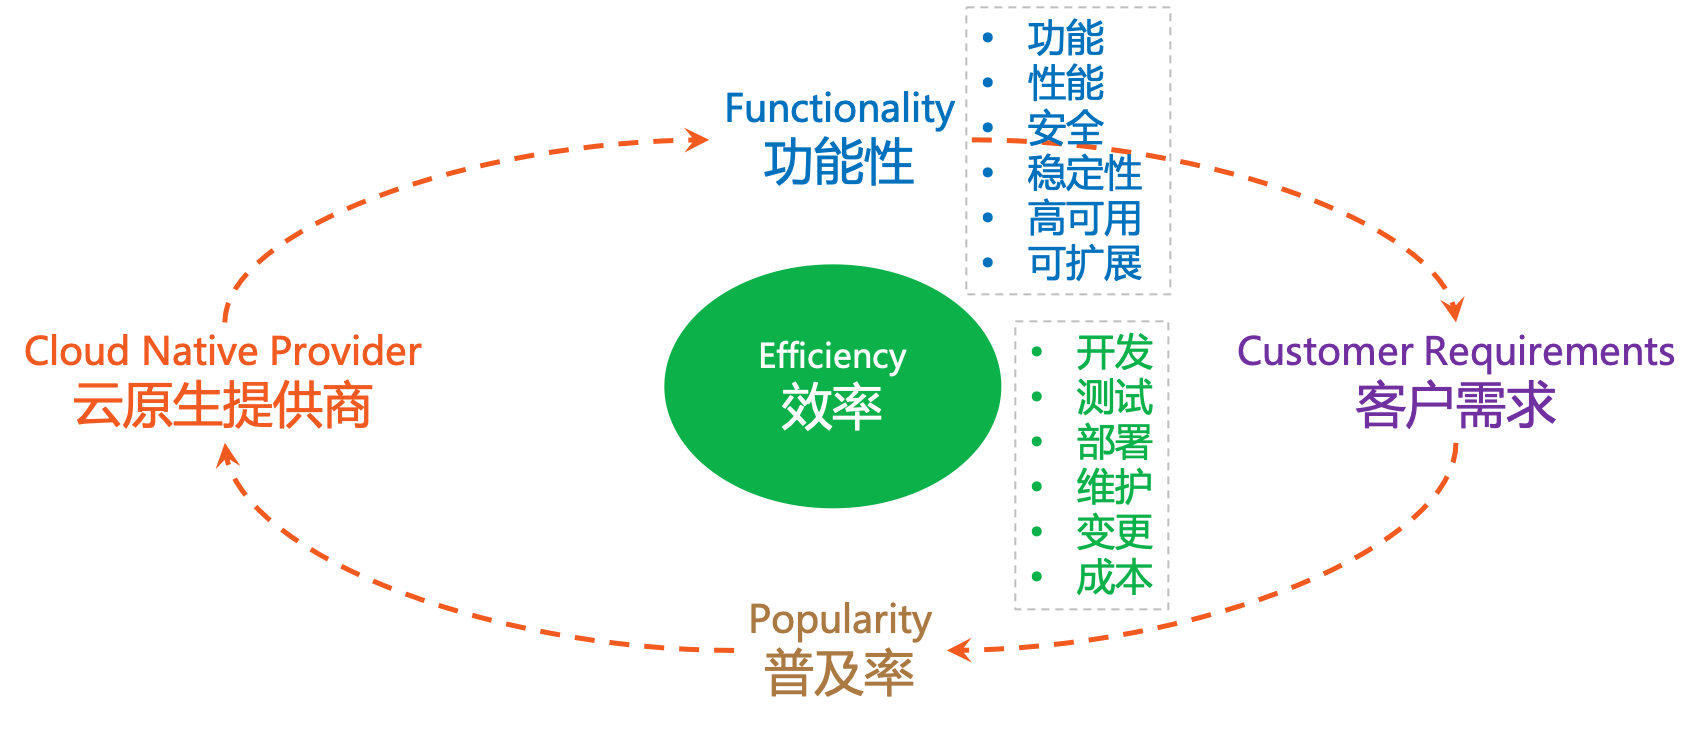 Functionality
功能性
• 功能
• 性能
• 安全
• 稳定性
• 高可用
• 可扩展
Cloud Native Provider
云原生提供商
Efficiency
效率
• 开发
• 测试
• 部署
• 维护
• 变更
• 成本
Customer Requirements
客户需求
Popularity
普及率